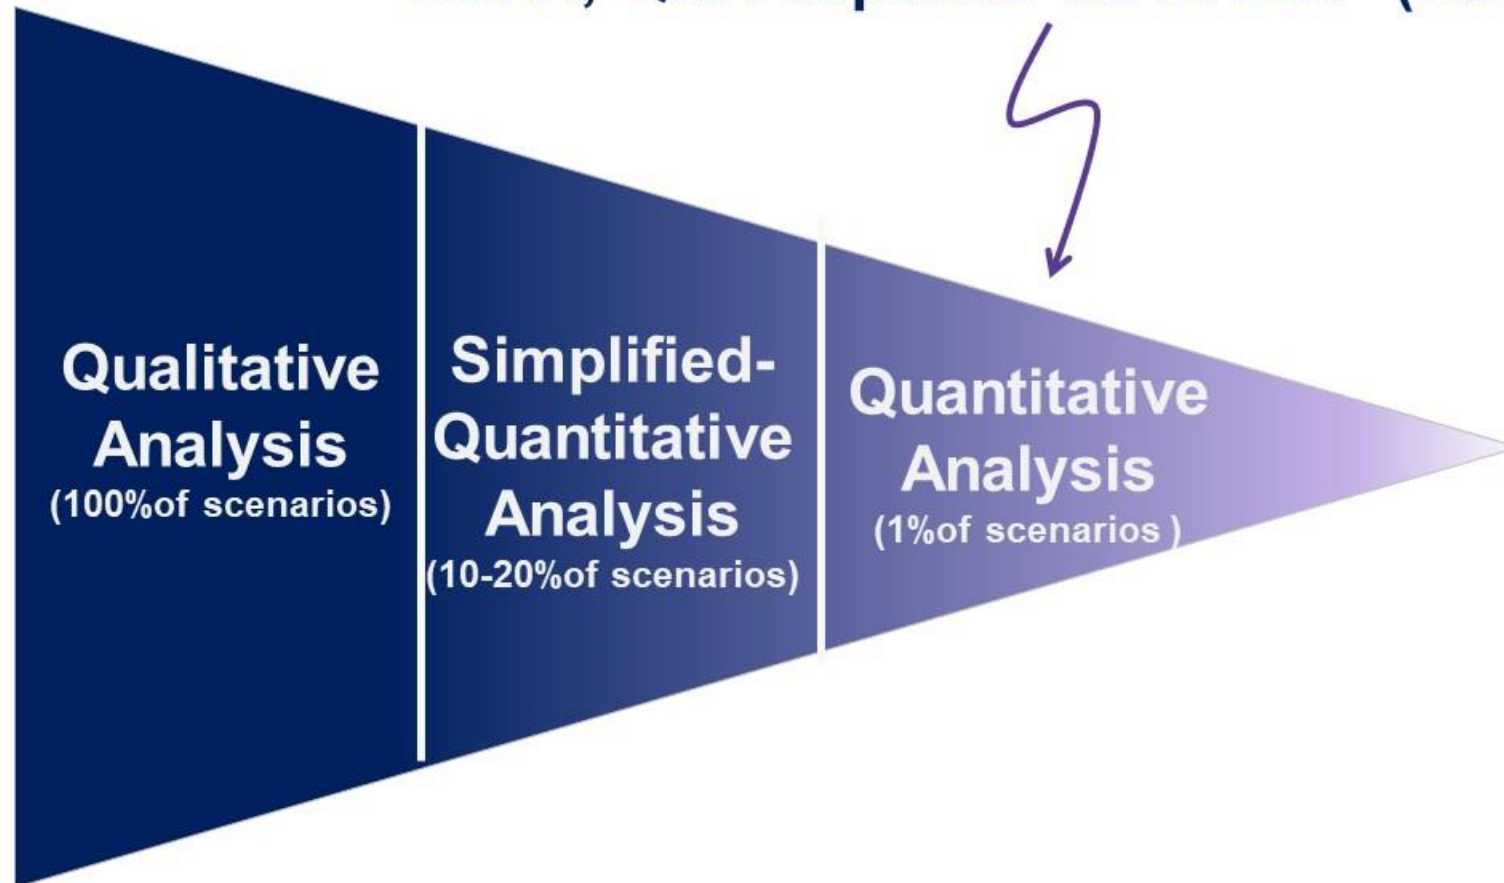 Qualitative
Analysis
(100%of scenarios)
Simplified-
Quantitative
Analysis
(10-20%of scenarios)
Quantitative
Analysis
(1%of scenarios )